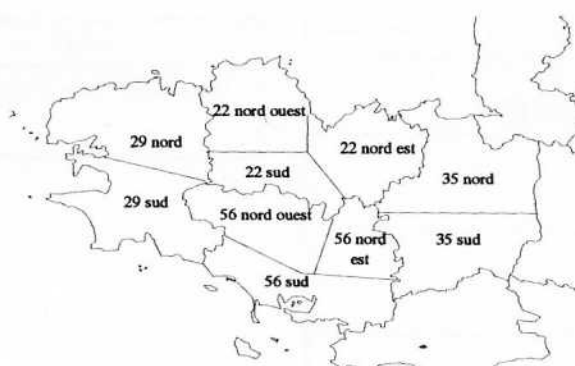 22 nord ouest
29 nord
22 nord est
22 sud
35 nord
29 sud
56 nord ouest
56 nord
est
35 sud
56 sud